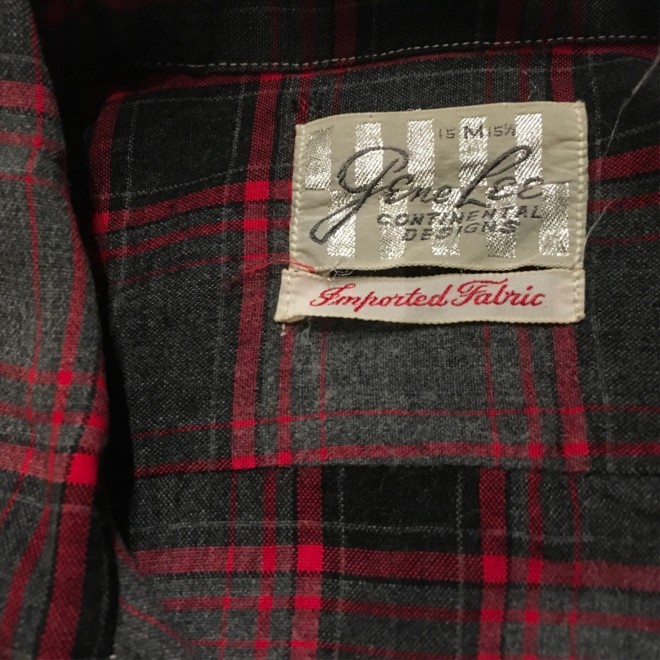 15 M 15½
Gene Lee
CONTINENTAL
DESIGNS
Imported Fabric